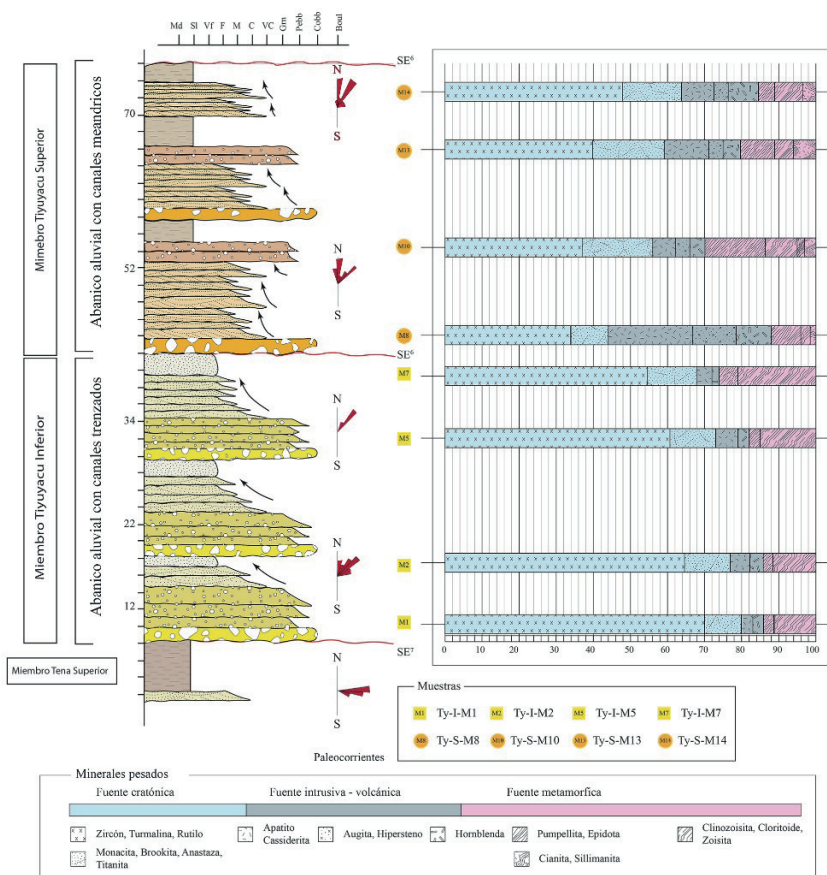 Md Sl Vf F M C VC Grn Pebb Cobb Boul
Mimebro Tiyuyacu Superior
Abanico aluvial con canales meandricos
70
52
N
S
N
S
SE⁶
M14
M13
M10
M8
SE⁶
Miembro Tiyuyacu Inferior
Abanico aluvial con canales trenzados
34
22
12
N
S
N
S
M7
M5
M2
M1
SE⁷
Miembro Tena Superior
N
S
Paleocorrientes
0 10 20 30 40 50 60 70 80 90 100
Muestras
M1 Ty-I-M1 M2 Ty-I-M2 M5 Ty-I-M5 M7 Ty-I-M7
M8 Ty-S-M8 M10 Ty-S-M10 M13 Ty-S-M13 M14 Ty-S-M14
Minerales pesados
Fuente cratónica Fuente intrusiva - volcánica Fuente metamorfica
Zircón, Turmalina, Rutilo
Monacita, Brookita, Anastaza,
Titanita
Apatito
Cassiderita
Augita, Hipersteno
Hornblenda
Pumpellita, Epidota
Cianita, Sillimanita
Clinozoisita, Cloritoide,
Zoisita